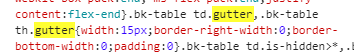 content:flex-end}.bk-table td.gutter,.bk-table
th.gutter{width:15px;border-right-width:0;border-
bottom-width:0;padding:0}.bk-table td.is-hidden>*,.b